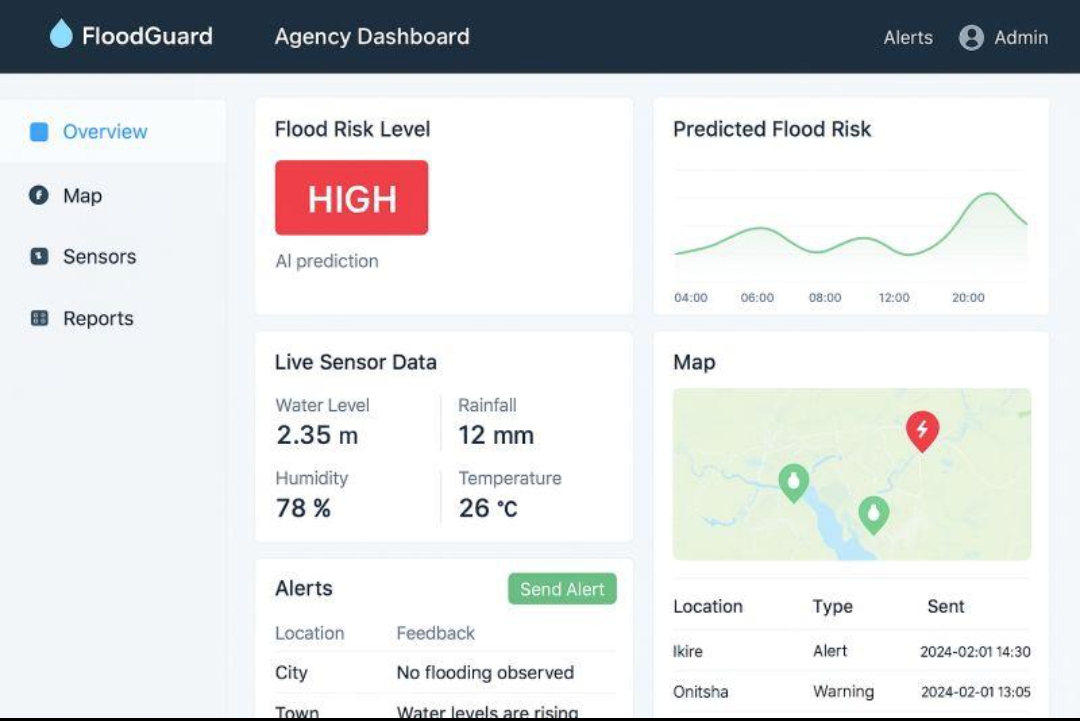 FloodGuard
Agency Dashboard
Alerts
Admin
Overview
Map
Sensors
Reports
Flood Risk Level
HIGH
AI prediction
Predicted Flood Risk
04:00 06:00 08:00 12:00 20:00
Live Sensor Data
Water Level
2.35 m
Rainfall
12 mm
Humidity
78 %
Temperature
26 °C
Map
Alerts
Send Alert
Location Feedback
City No flooding observed
Town Water levels are rising
Location Type Sent
Ikire Alert 2024-02:01 14:30
Onitsha Warning 2024-02-01 13:05